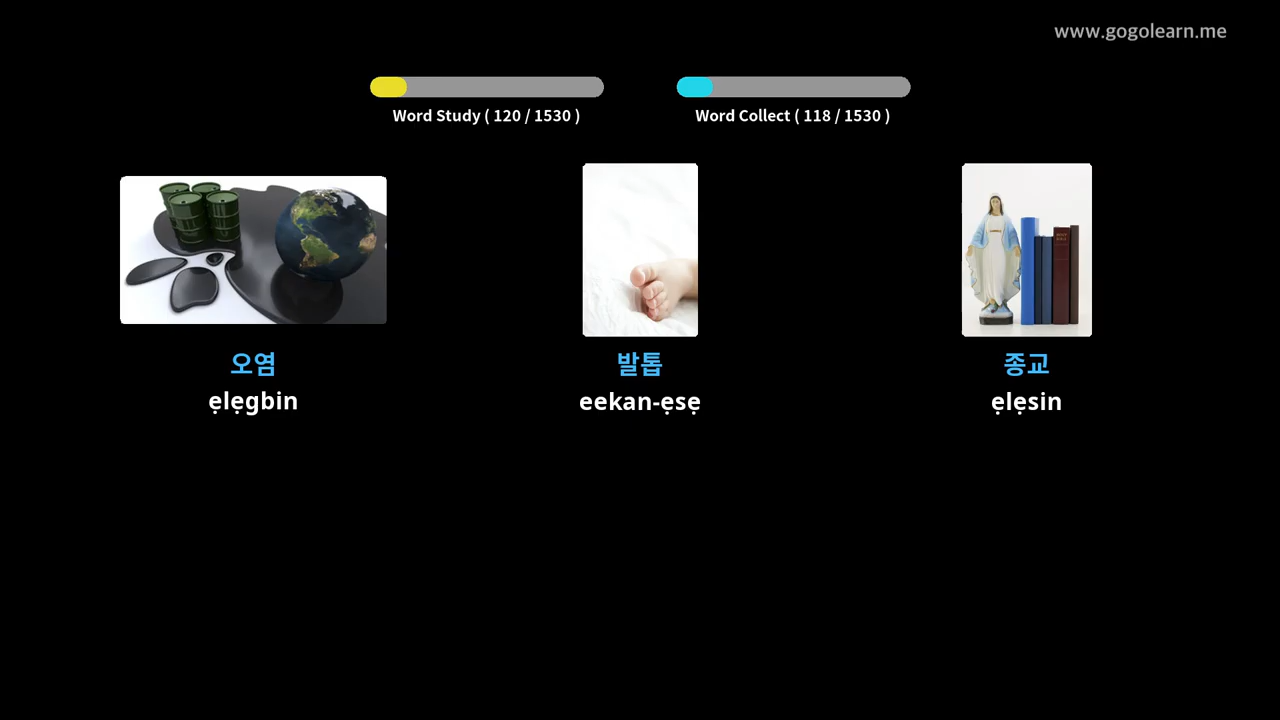 www.gogolearn.me
Word Study ( 120 / 1530 )
Word Collect ( 118 / 1530 )
오염
발톱
종교
ẹlẹgbin
eekan-ẹsẹ
ẹlẹsin